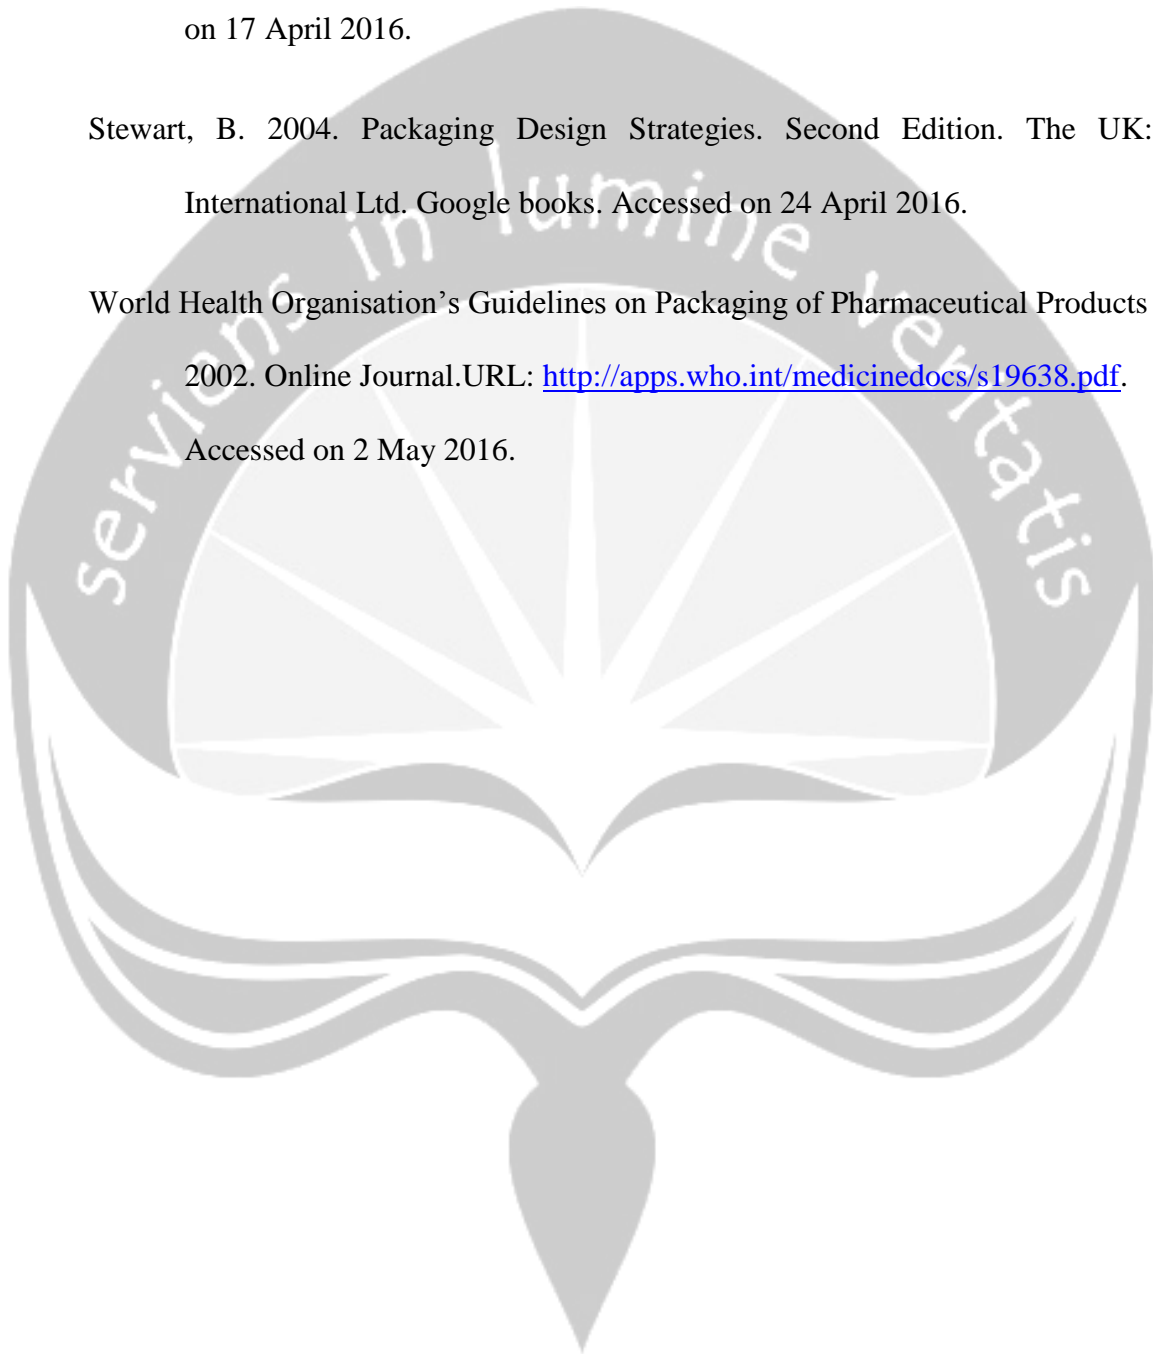 on 17 April 2016.
Stewart, B. 2004. Packaging Design Strategies. Second Edition. The UK:
International Ltd. Google books. Accessed on 24 April 2016.
World Health Organisation’s Guidelines on Packaging of Pharmaceutical Products
2002. Online Journal.URL: http://apps.who.int/medicinedocs/s19638.pdf.
Accessed on 2 May 2016.
serviens in lumine veritatis